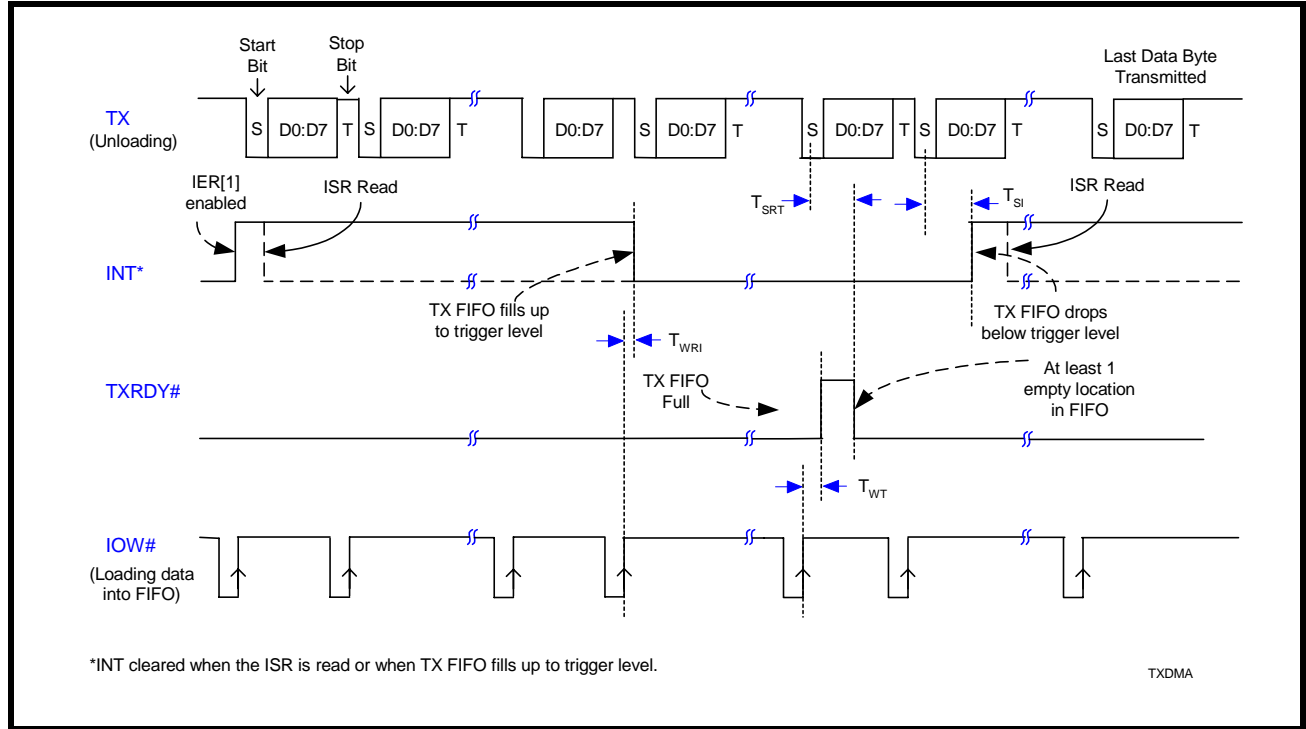 Start
Bit
Stop
Bit
Last Data Byte
Transmitted
TX
(Unloading)
S D0:D7 T S D0:D7 T D0:D7 S D0:D7 T S D0:D7 T S D0:D7 T S D0:D7 T
IER[1]
enabled
ISR Read
TSRT
TSI
ISR Read
INT*
TX FIFO fills up
to trigger level
TX FIFO drops
below trigger level
TWRI
TXRDY#
TX FIFO
Full
At least 1
empty location
in FIFO
TWT
IOW#
(Loading data
into FIFO)
*INT cleared when the ISR is read or when TX FIFO fills up to trigger level.
TXDMA